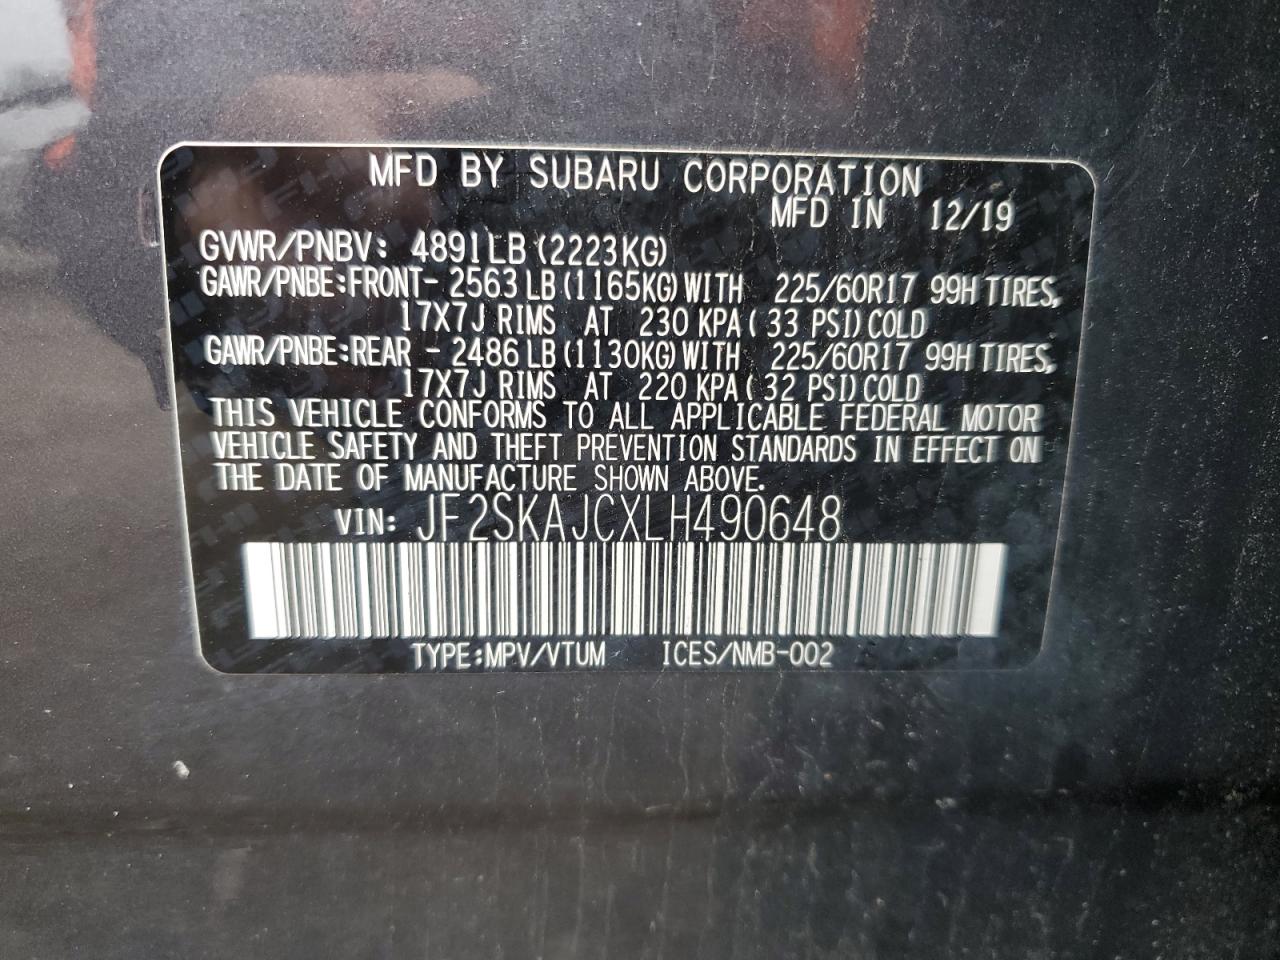 MFD BY SUBARU CORPORATION
MFD IN 12/19
GVWR/PNBV: 4891LB (2223KG)
GAWR/PNBE:FRONT- 2563 LB (1165KG) WITH 225/60R17 99H TIRES,
17X7J RIMS AT 230 KPA ( 33 PSI) COLD
GAWR/PNBE:REAR - 2486 LB (1130KG) WITH 225/60R17 99H TIRES,
17X7J RIMS AT 220 KPA ( 32 PSI) COLD
THIS VEHICLE CONFORMS TO ALL APPLICABLE FEDERAL MOTOR
VEHICLE SAFETY AND THEFT PREVENTION STANDARDS IN EFFECT ON
THE DATE OF MANUFACTURE SHOWN ABOVE.
VIN: JF2SKAJCXLH490648
TYPE:MPV/VTUM ICES/NMB-002